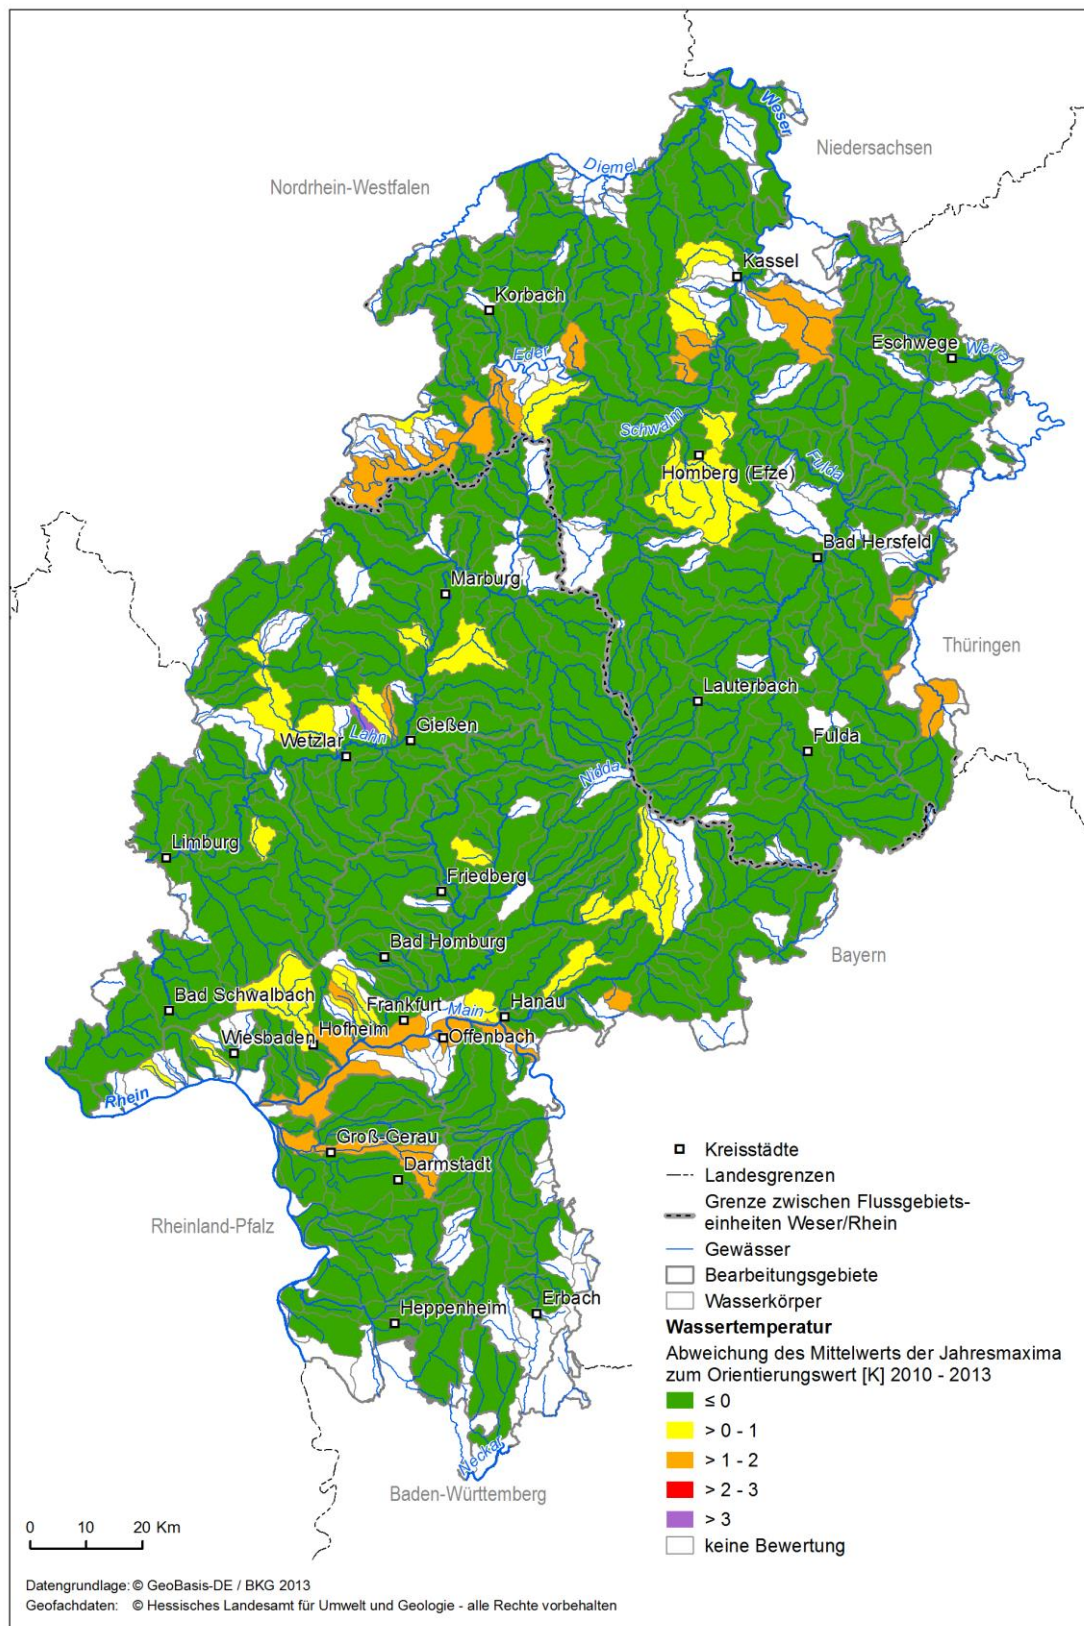 Weser
Niedersachsen
Diemel
Nordrhein-Westfalen
Kassel
Korbach
Eder
Eschwege
Werra
Schwalm
Homberg (Efze)
Fulda
Bad Hersfeld
Marburg
Thüringen
Lauterbach
Gießen
Lahn
Wetzlar
Fulda
Nidda
Limburg
Friedberg
Bad Homburg
Bayern
Bad Schwalbach
Frankfurt
Main
Hanau
Hofheim
Wiesbaden
Offenbach
Rhein
Groß-Gerau
Darmstadt
Rheinland-Pfalz
Heppenheim
Erbach
Neckar
Baden-Württemberg
Kreisstädte
Landesgrenzen
Grenze zwischen Flussgebiets-
einheiten Weser/Rhein
Gewässer
Bearbeitungsgebiete
Wasserkörper
Wassertemperatur
Abweichung des Mittelwerts der Jahresmaxima
zum Orientierungswert [K] 2010 - 2013
≤ 0
> 0 - 1
> 1 - 2
> 2 - 3
> 3
keine Bewertung
0 10 20 Km
Datengrundlage: © GeoBasis-DE / BKG 2013
Geofachdaten: © Hessisches Landesamt für Umwelt und Geologie - alle Rechte vorbehalten